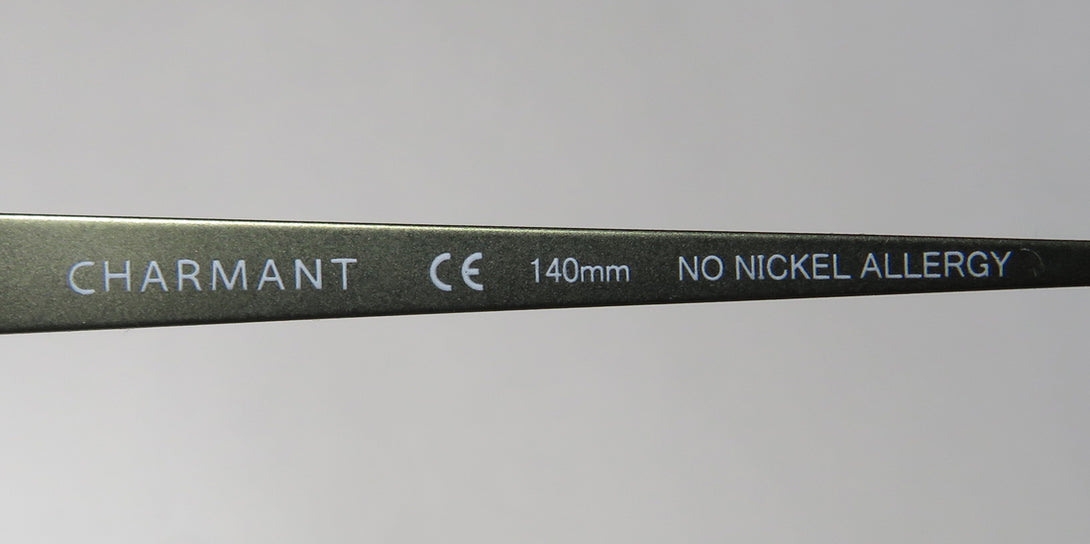 CHARMANT CE 140mm NO NICKEL ALLERGY